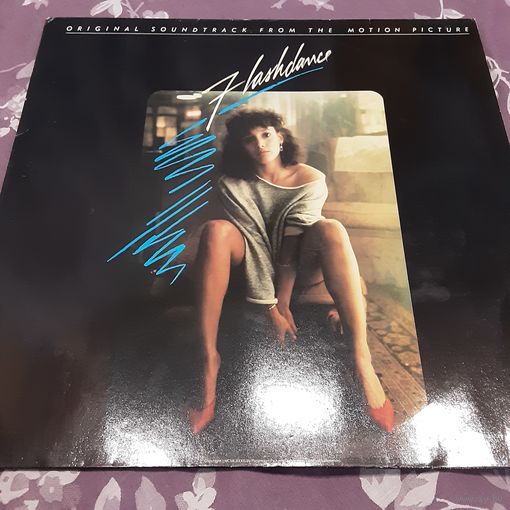 ORIGINAL SOUNDTRACK FROM THE MOTION PICTURE
Flashdance